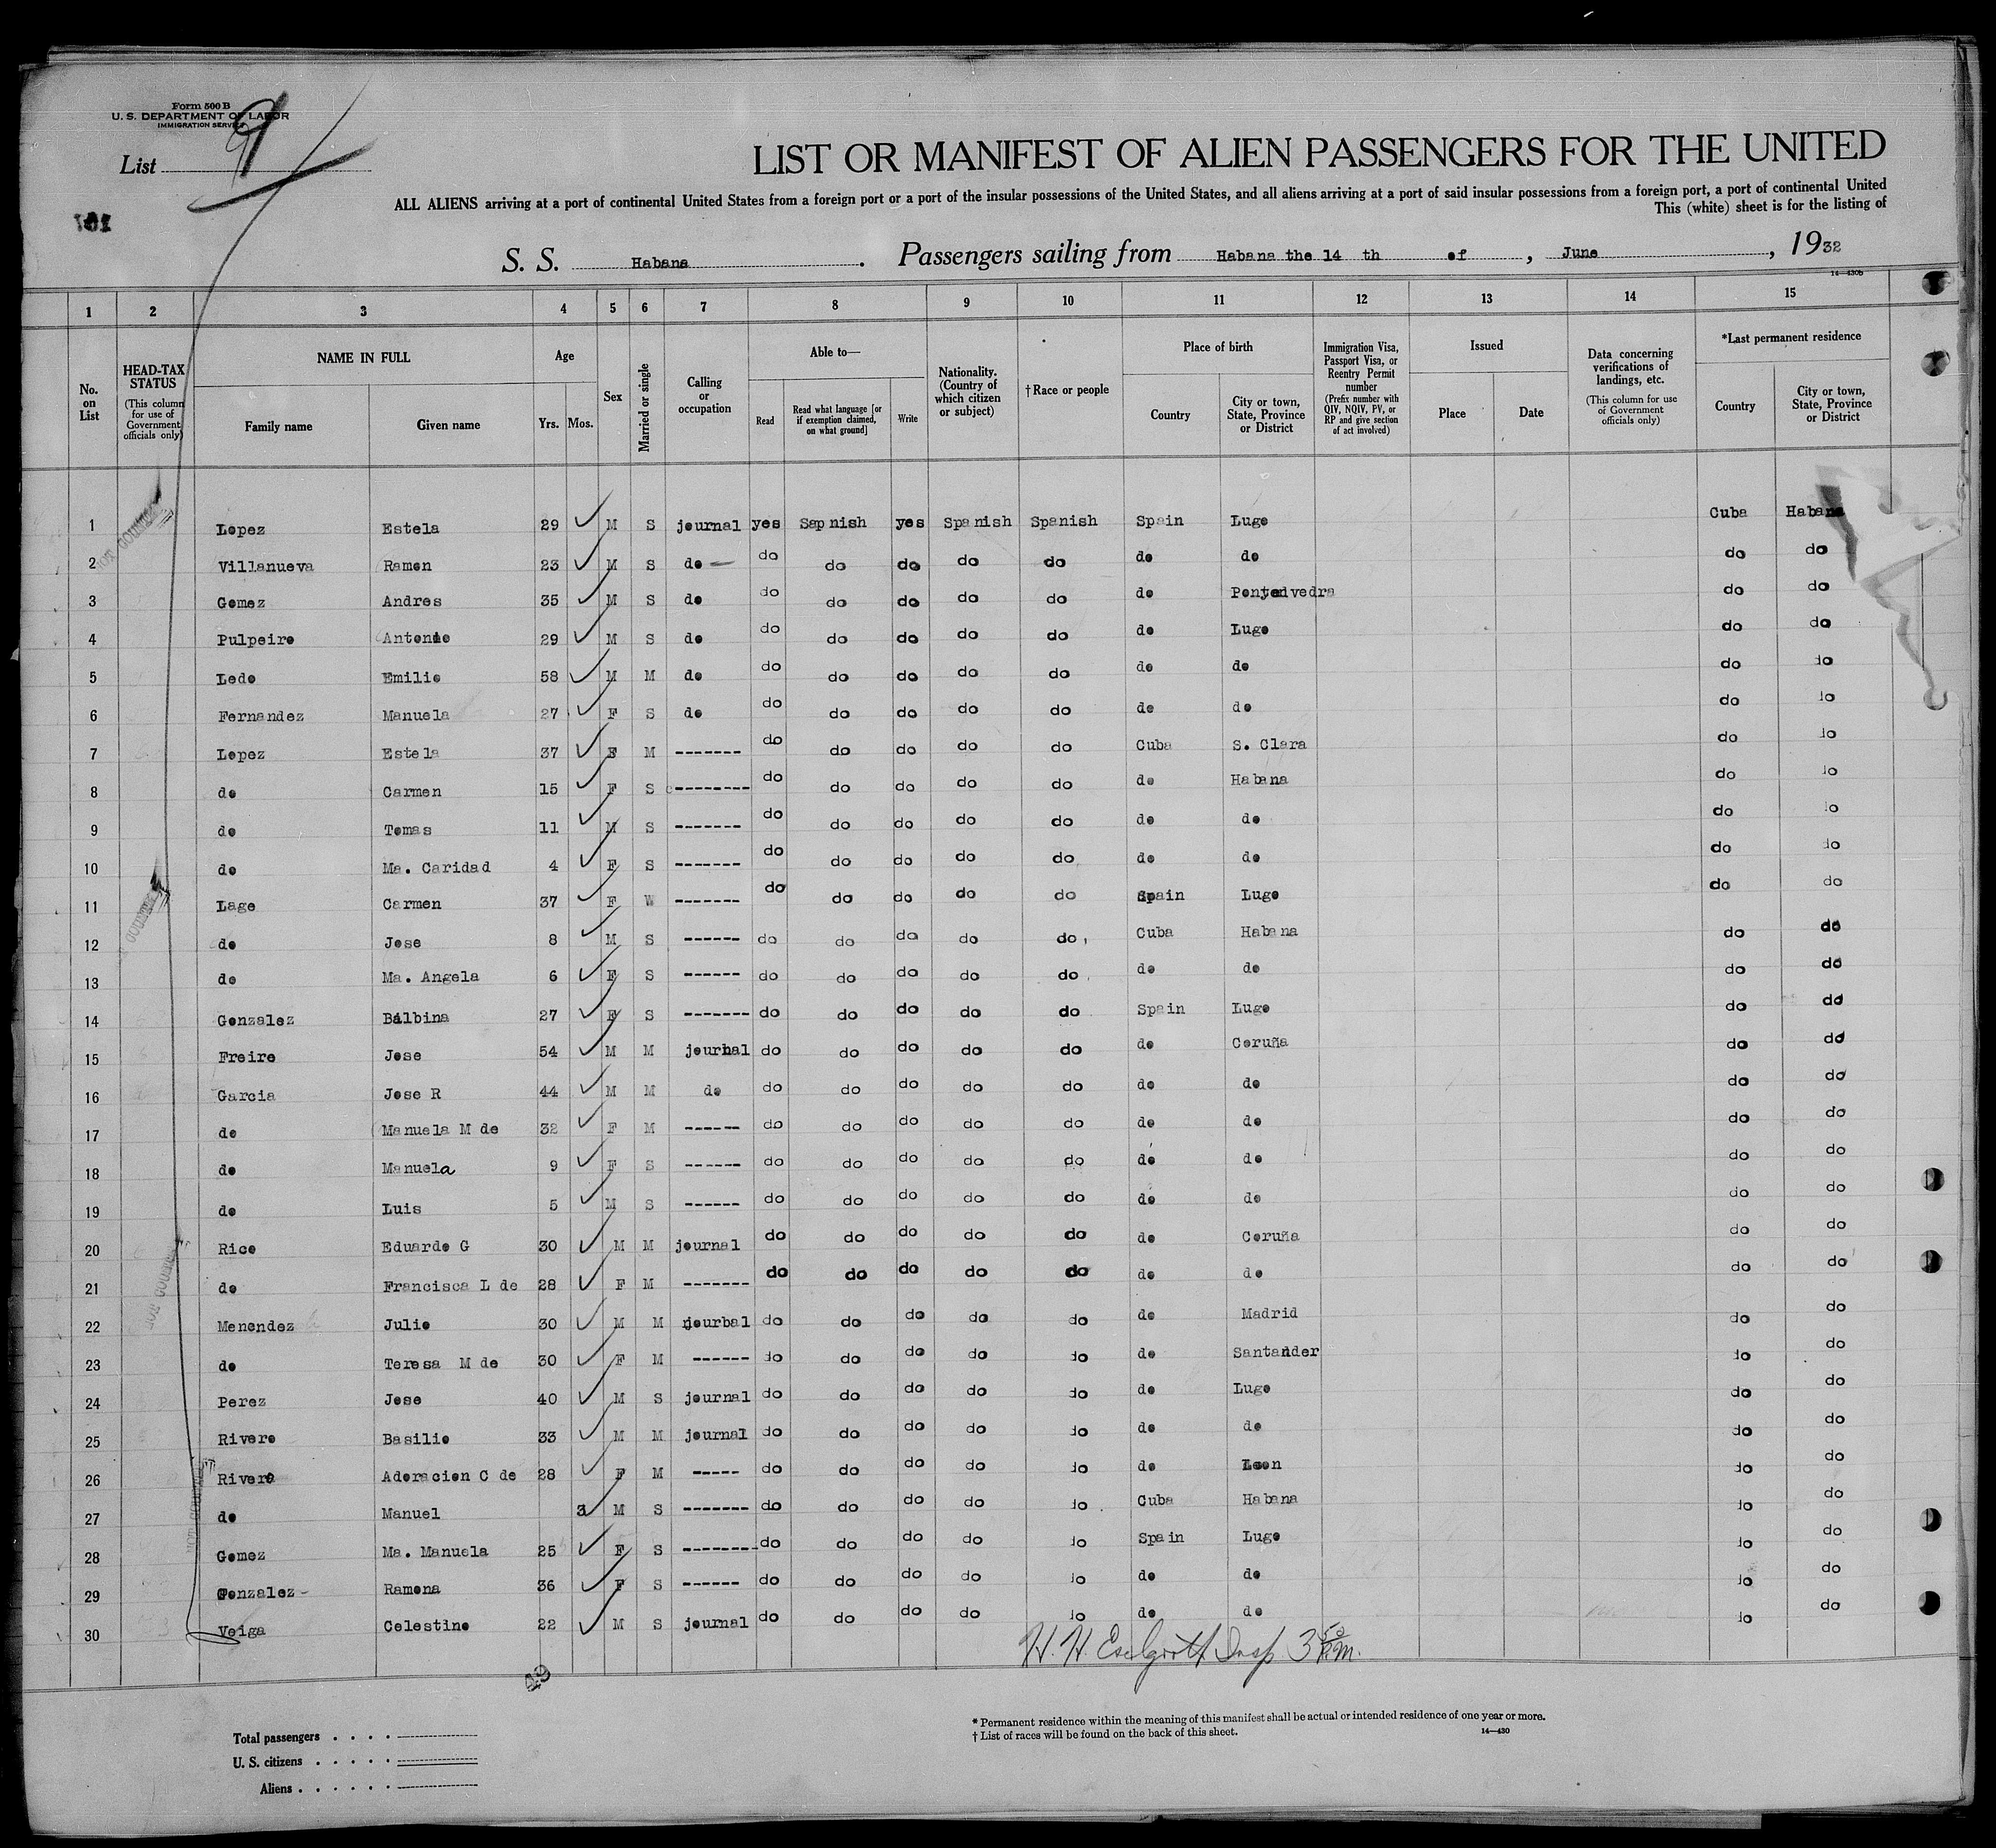 Form 500 B
U. S. DEPARTMENT OF LABOR
IMMIGRATION SERVICE
List 9
LIST OR MANIFEST OF ALIEN PASSENGERS FOR THE UNITED
ALL ALIENS arriving at a port of continental United States from a foreign port or a port of the insular possessions of the United States, and all aliens arriving at a port of said insular possessions from a foreign port, a port of continental United
This (white) sheet is for the listing of
S. S. Habana. Passengers sailing from Habana the 14 th of, June, 1932
14—430b
1 2 3 4 5 6 7 8 9 10 11 12 13 14 15
No. on List
HEAD-TAX STATUS
(This column for use of Government officials only)
NAME IN FULL
Family name Given name
Age
Yrs. Mos.
Sex
Married or single
Calling or occupation
Able to—
Read
Read what language [or if exemption claimed, on what ground]
Write
Nationality. (Country of which citizen or subject)
†Race or people
Place of birth
Country
City or town, State, Province or District
Immigration Visa, Passport Visa, or Reentry Permit number
(Prefix number with QIV, NQIV, PV, or RP and give section of act involved)
Issued
Place Date
Data concerning verifications of landings, etc.
(This column for use of Government officials only)
*Last permanent residence
Country
City or town, State, Province or District
1 Lopez Estela 29 M S journal yes Sapnish yes Spanish Spanish Spain Lugo Cuba Habana
2 Villanueva Ramon 23 M S do do do do do do do do do do
3 Gomez Andres 35 M S do do do do do do do Pontedvedra do do
4 Pulpeiro Antonio 29 M S do do do do do do do Lugo do do
5 Ledo Emilio 58 M M do do do do do do do do do do
6 Fernandez Manuela 27 F S do do do do do do do do do do
7 Lopez Estela 37 F M ------- do do do do do Cuba S. Clara do do
8 do Carmen 15 F S -------- do do do do do do Habana do do
9 do Tomas 11 M S ------- do do do do do do do do do
10 do Ma. Caridad 4 F S ------- do do do do do do do do do
11 Lage Carmen 37 F W ------- do do do do do Spain Lugo do do
12 do Jose 8 M S ------ do do do do do Cuba Habana do do
13 do Ma. Angela 6 F S ------ do do do do do do do do do
14 Gonzalez Balbina 27 F S ------- do do do do do Spain Lugo do do
15 Freire Jose 54 M M journal do do do do do do Coruña do do
16 Garcia Jose R 44 M M do do do do do do do do do do
17 do Manuela M de 32 F M ------ do do do do do do do do do
18 do Manuela 9 F S ------ do do do do do do do do do
19 do Luis 5 M S ------ do do do do do do do do do
20 Rico Eduardo G 30 M M journal do do do do do do Coruña do do
21 do Francisca L de 28 F M ------- do do do do do do do do do
22 Menendez Julio 30 M M jourbal do do do do do do Madrid do do
23 do Teresa M de 30 F M ------ do do do do do do Santander do do
24 Perez Jose 40 M S journal do do do do do do Lugo do do
25 Rivero Basilio 33 M M journal do do do do do do do do do
26 Rivero Adoracion C de 28 F M ----- do do do do do do Leon do do
27 do Manuel 3 M S ------- do do do do do Cuba Habana do do
28 Gomez Ma. Manuela 25 F S -------- do do do do do Spain Lugo do do
29 Gonzalez Ramona 36 F S ------ do do do do do do do do do
30 Veiga Celestino 22 M S journal do do do do do do do do do
Insp 3 50 P.M.
Total passengers
U. S. citizens
Aliens
* Permanent residence within the meaning of this manifest shall be actual or intended residence of one year or more.
† List of races will be found on the back of this sheet. 14—430